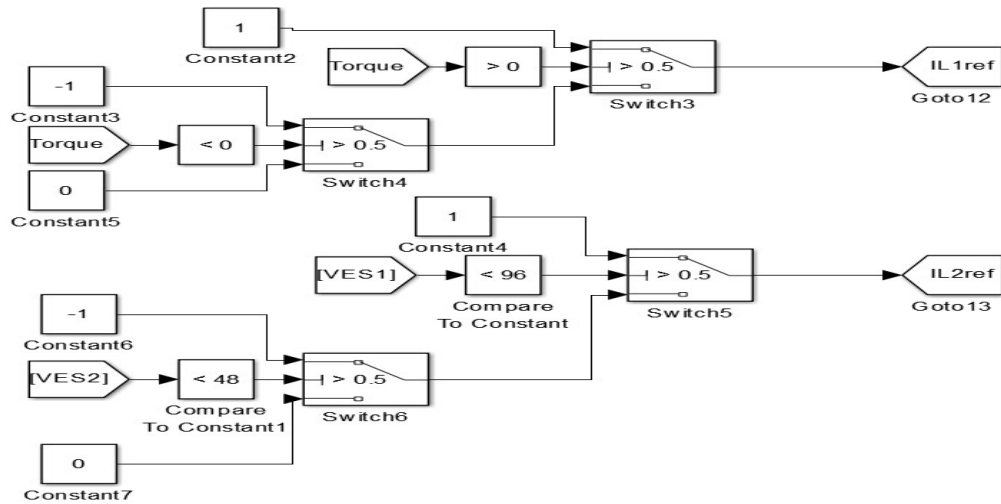 1
Constant2
Torque
> 0
> 0.5
Switch3
IL1ref
Goto12
-1
Constant3
Torque
< 0
> 0.5
Switch4
0
Constant5
1
Constant4
[VES1]
< 96
Compare
To Constant
> 0.5
Switch5
IL2ref
Goto13
-1
Constant6
[VES2]
< 48
Compare
To Constant1
> 0.5
Switch6
0
Constant7